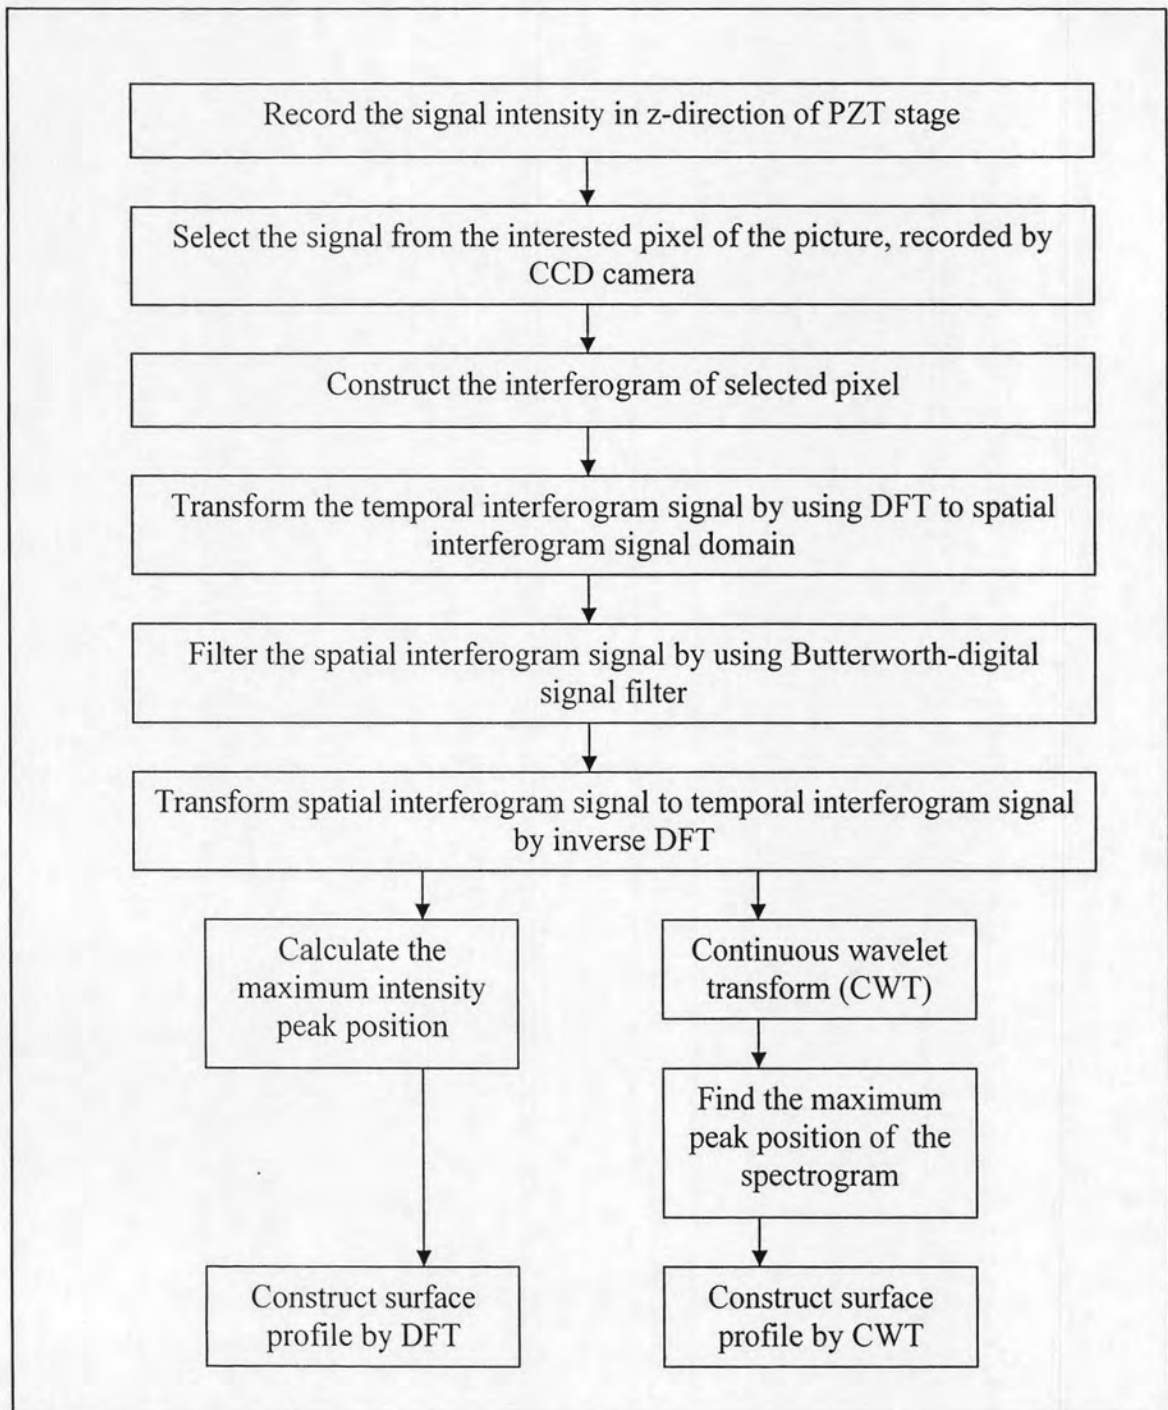 Record the signal intensity in z-direction of PZT stage
Select the signal from the interested pixel of the picture, recorded by
CCD camera
Construct the interferogram of selected pixel
Transform the temporal interferogram signal by using DFT to spatial
interferogram signal domain
Filter the spatial interferogram signal by using Butterworth-digital
signal filter
Transform spatial interferogram signal to temporal interferogram signal
by inverse DFT
Calculate the
maximum intensity
peak position
Continuous wavelet
transform (CWT)
Find the maximum
peak position of the
spectrogram
Construct surface
profile by DFT
Construct surface
profile by CWT